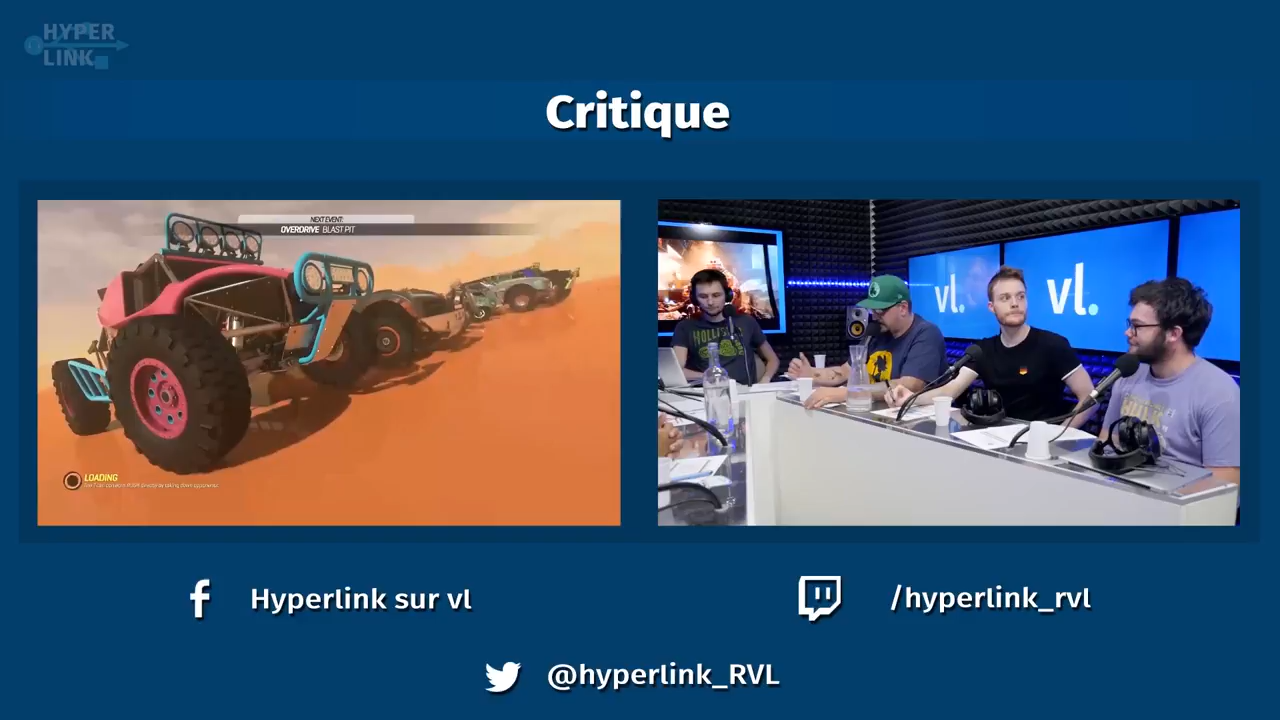 HYPER
LINK
Critique
NEXT EVENT:
OVERDRIVE BLAST PIT
LOADING
vl.
vl.
HOLLIS
Hyperlink sur vl
/hyperlink_rvl
@hyperlink_RVL